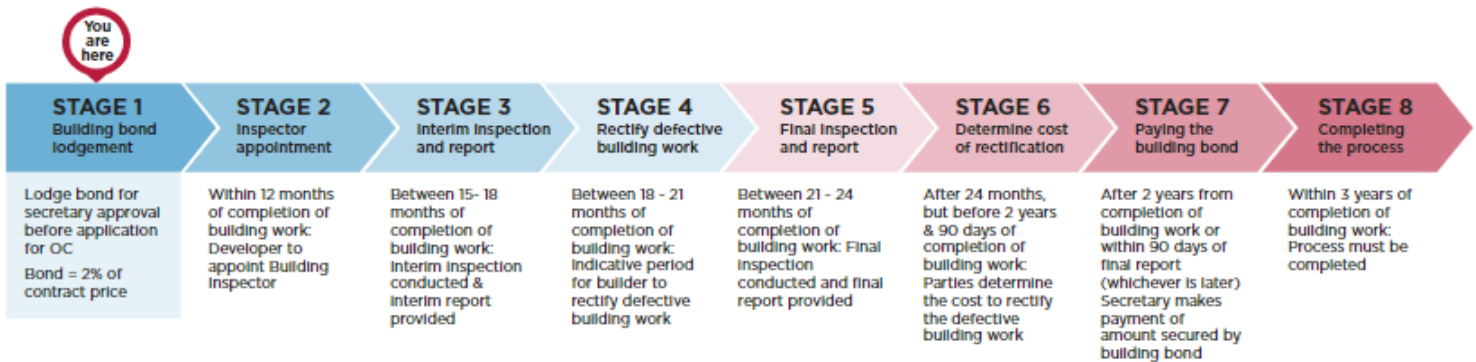 You
are
here
STAGE 1
Building bond
lodgement
Lodge bond for
secretary approval
before application
for OC
Bond = 2% of
contract price
STAGE 2
Inspector
appointment
Within 12 months
of completion of
building work:
Developer to
appoint Building
Inspector
STAGE 3
Interim inspection
and report
Between 15- 18
months of
completion of
building work:
Interim inspection
conducted &
interim report
provided
STAGE 4
Rectify defective
building work
Between 18 - 21
months of
completion of
building work:
Indicative period
for builder to
rectify defective
building work
STAGE 5
Final inspection
and report
Between 21 - 24
months of
completion of
building work: Final
inspection
conducted and final
report provided
STAGE 6
Determine cost
of rectification
After 24 months,
but before 2 years
& 90 days of
completion of
building work:
Parties determine
the cost to rectify
the defective
building work
STAGE 7
Paying the
building bond
After 2 years from
completion of
building work or
within 90 days of
final report
(whichever is later)
Secretary makes
payment of
amount secured by
building bond
STAGE 8
Completing
the process
Within 3 years of
completion of
building work:
Process must be
completed